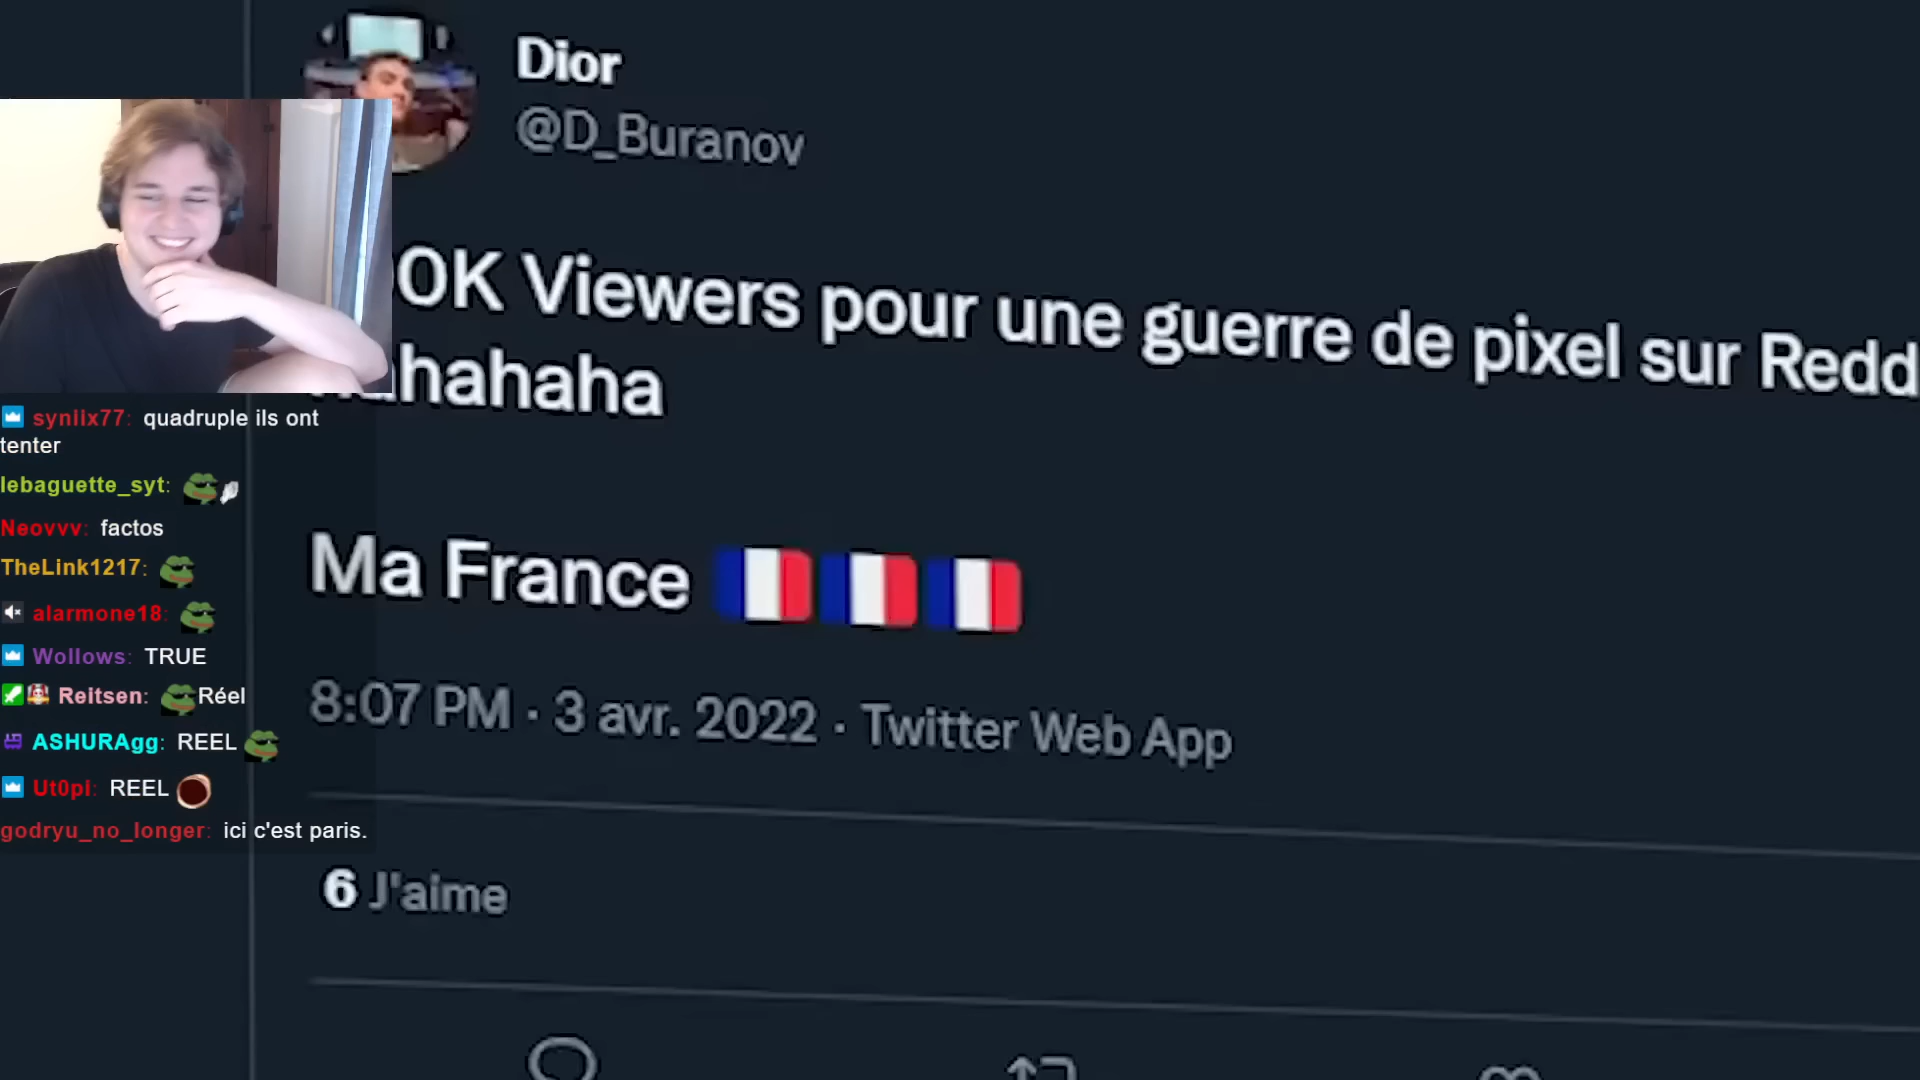 Dior
@D_Buranov
0K Viewers pour une guerre de pixel sur Redd
hahaha
Ma France
8:07 PM · 3 avr. 2022 · Twitter Web App
6 J'aime
synllx77: quadruple ils ont
tenter
lebaguette_syt:
Neovvv: factos
TheLink1217:
alarmone18:
Wollows: TRUE
Reitsen: Réel
ASHURAgg: REEL
Ut0pl: REEL
godryu_no_longer: ici c'est paris.